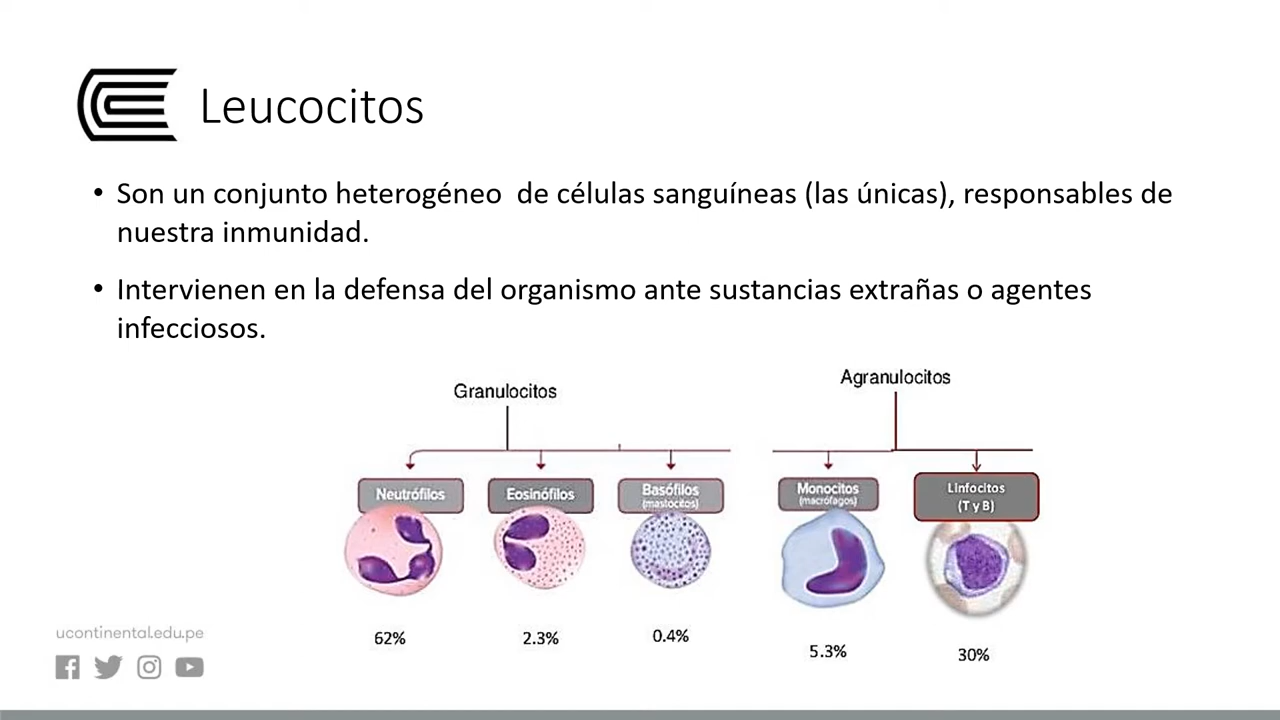 Leucocitos
• Son un conjunto heterogéneo  de células sanguíneas (las únicas), responsables de
nuestra inmunidad.
• Intervienen en la defensa del organismo ante sustancias extrañas o agentes
infecciosos.
Granulocitos
Agranulocitos
Neutrófilos
Eosinófilos
Basófilos
(mastocitos)
Monocitos
(macrófagos)
Linfocitos
(T y B)
62%
2.3%
0.4%
5.3%
30%
ucontinental.edu.pe